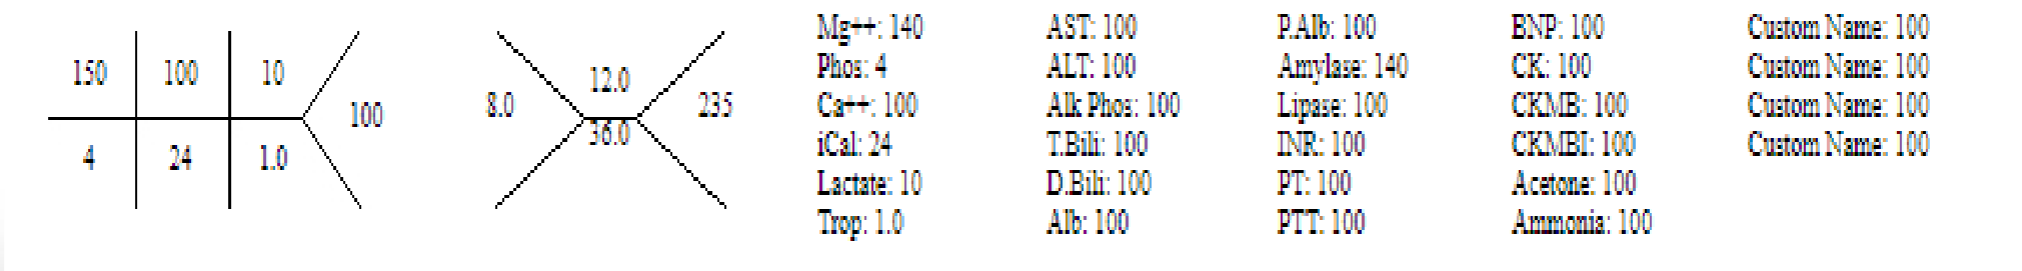 150 100 10
100
4 24 1.0
12.0
8.0 235
36.0
Mg++: 140
Phos: 4
Ca++: 100
iCal: 24
Lactate: 10
Trop: 1.0
AST: 100
ALT: 100
Alk Phos: 100
T.Bili: 100
D.Bili: 100
Alb: 100
P.Alb: 100
Amylase: 140
Lipase: 100
INR: 100
PT: 100
PTT: 100
BNP: 100
CK: 100
CKMB: 100
CKMBI: 100
Acetone: 100
Ammonia: 100
Custom Name: 100
Custom Name: 100
Custom Name: 100
Custom Name: 100